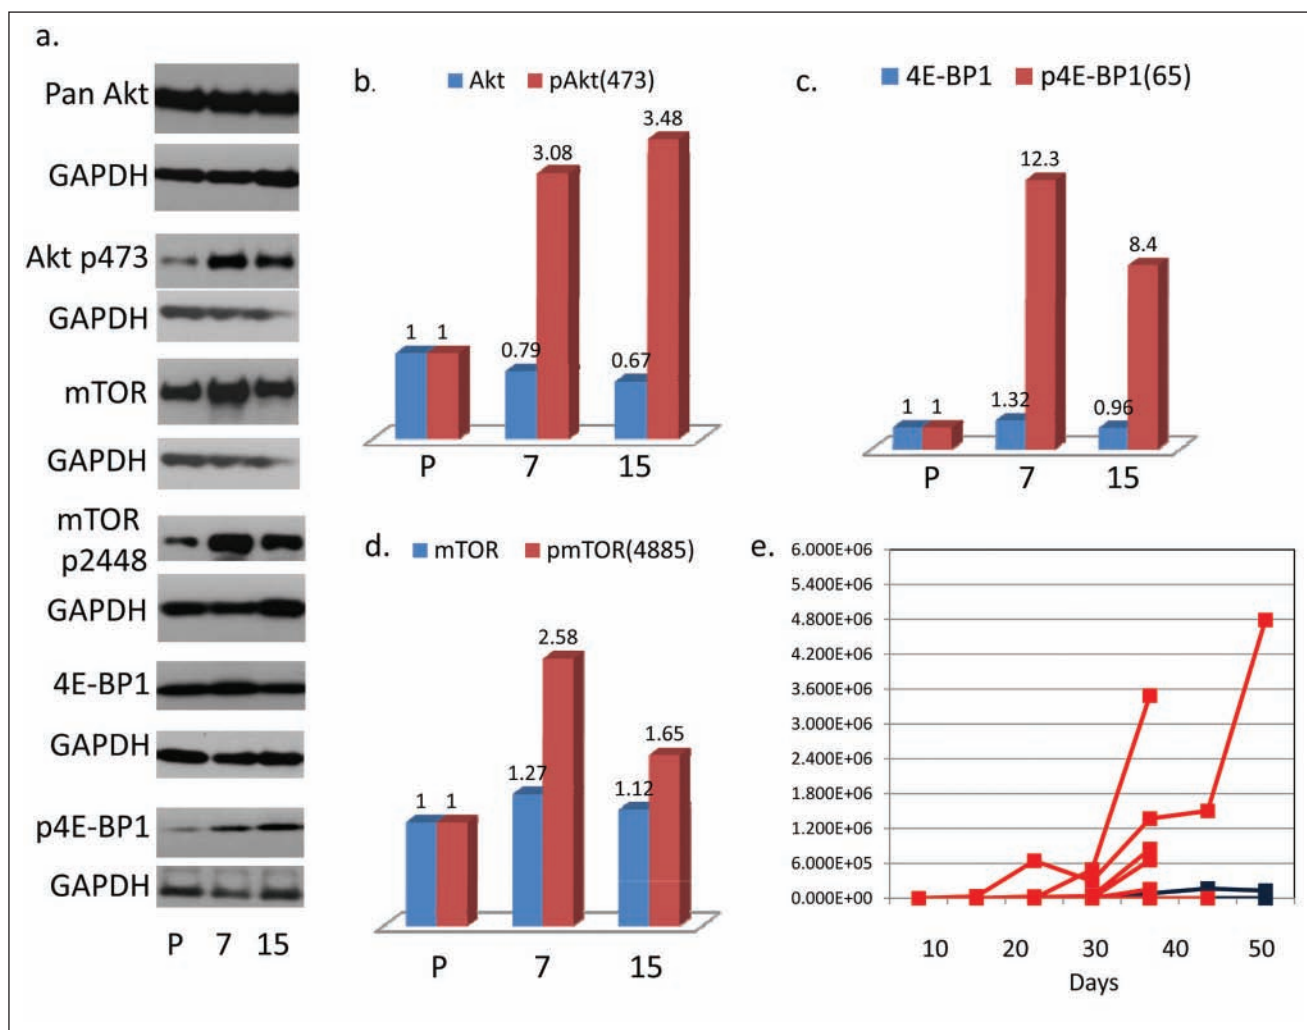 a.
Pan Akt
GAPDH
Akt p473
GAPDH
mTOR
GAPDH
mTOR
p2448
GAPDH
4E-BP1
GAPDH
p4E-BP1
GAPDH
P 7 15
b.
Akt pAkt(473)
1 1 0.79 3.08 0.67 3.48
P 7 15
c.
4E-BP1 p4E-BP1(65)
1 1 1.32 12.3 0.96 8.4
P 7 15
d.
mTOR pmTOR(4885)
1 1 1.27 2.58 1.12 1.65
P 7 15
e.
6.000E+06
5.400E+06
4.800E+06
4.200E+06
3.600E+06
3.000E+06
2.400E+06
1.800E+06
1.200E+06
6.000E+05
0.000E+00
10 20 30 40 50
Days